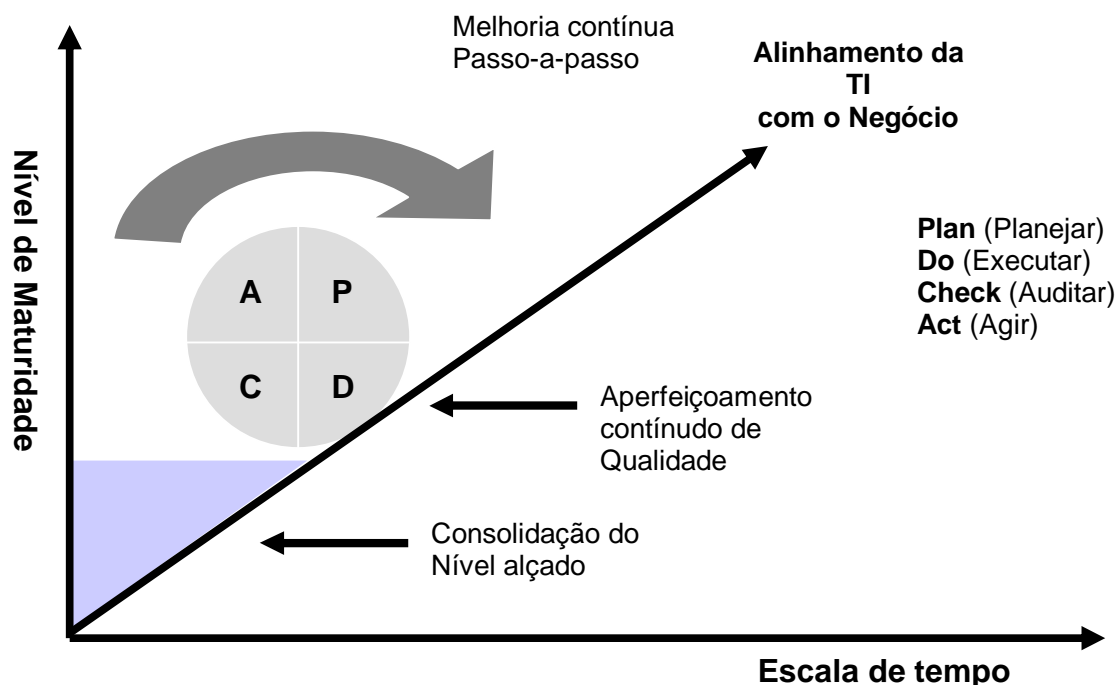 Melhoria contínua
Passo-a-passo
Alinhamento da
TI
com o Negócio
Nível de Maturidade
A
P
C
D
Plan (Planejar)
Do (Executar)
Check (Auditar)
Act (Agir)
Aperfeiçoamento
contínudo de
Qualidade
Consolidação do
Nível alçado
Escala de tempo